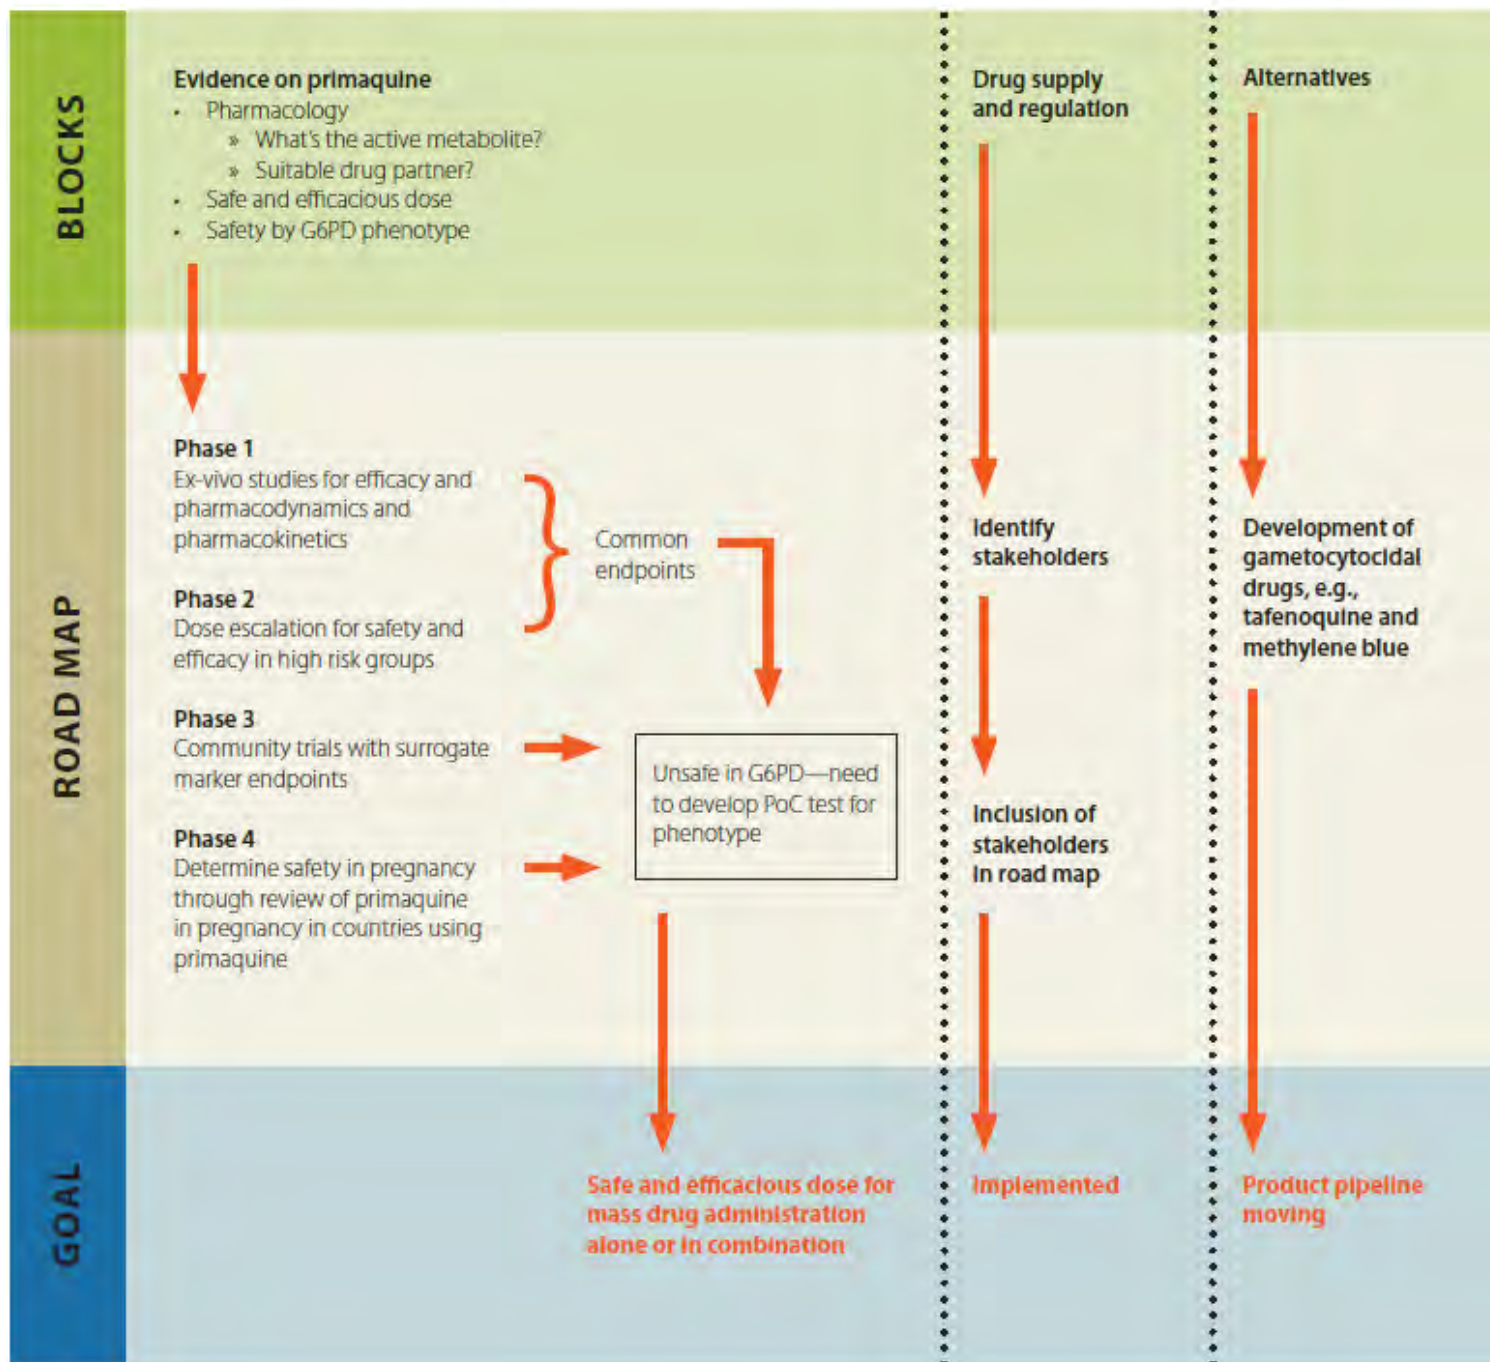 BLOCKS
Evidence on primaquine
• Pharmacology
» What's the active metabolite?
» Suitable drug partner?
• Safe and efficacious dose
• Safety by G6PD phenotype
Drug supply
and regulation
Alternatives
ROAD MAP
Phase 1
Ex-vivo studies for efficacy and
pharmacodynamics and
pharmacokinetics
Phase 2
Dose escalation for safety and
efficacy in high risk groups
Common
endpoints
Phase 3
Community trials with surrogate
marker endpoints
Phase 4
Determine safety in pregnancy
through review of primaquine
in pregnancy in countries using
primaquine
Unsafe in G6PD—need
to develop PoC test for
phenotype
Identify
stakeholders
Inclusion of
stakeholders
in road map
Development of
gametocytocidal
drugs, e.g.,
tafenoquine and
methylene blue
GOAL
Safe and efficacious dose for
mass drug administration
alone or in combination
Implemented
Product pipeline
moving